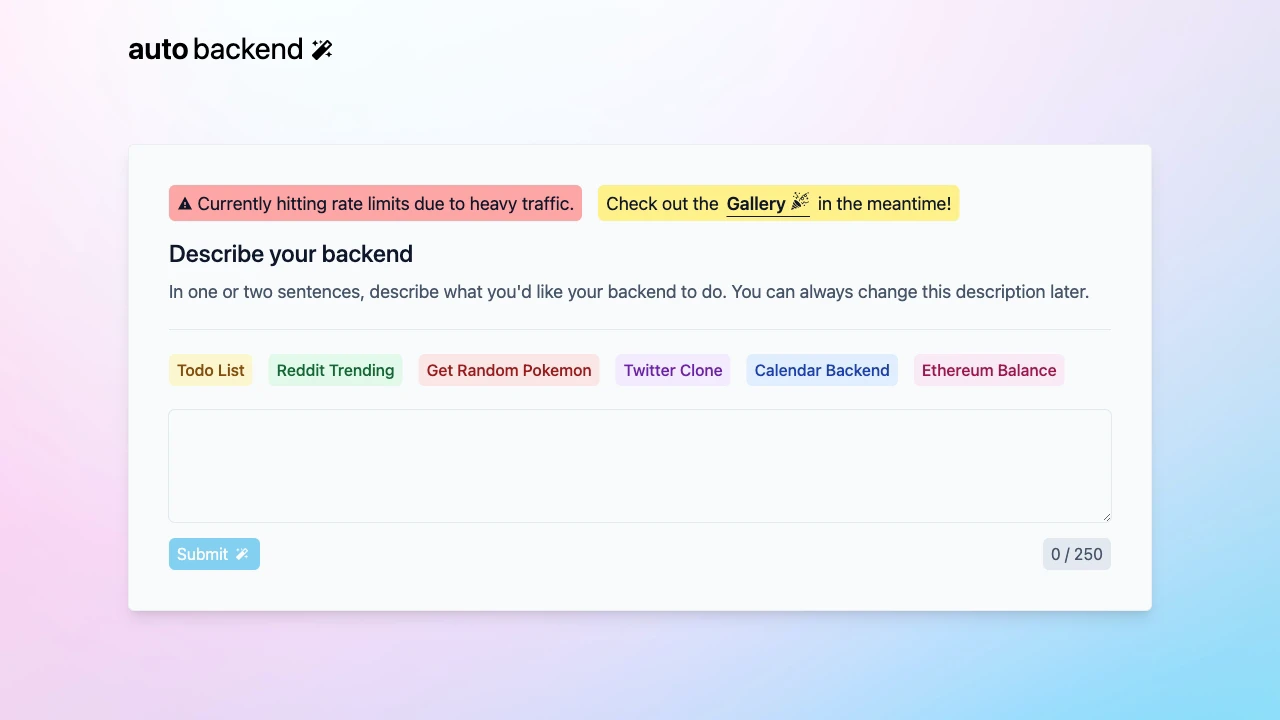 auto backend
Currently hitting rate limits due to heavy traffic. Check out the Gallery in the meantime!
Describe your backend
In one or two sentences, describe what you'd like your backend to do. You can always change this description later.
Todo List Reddit Trending Get Random Pokemon Twitter Clone Calendar Backend Ethereum Balance
Submit 0 / 250